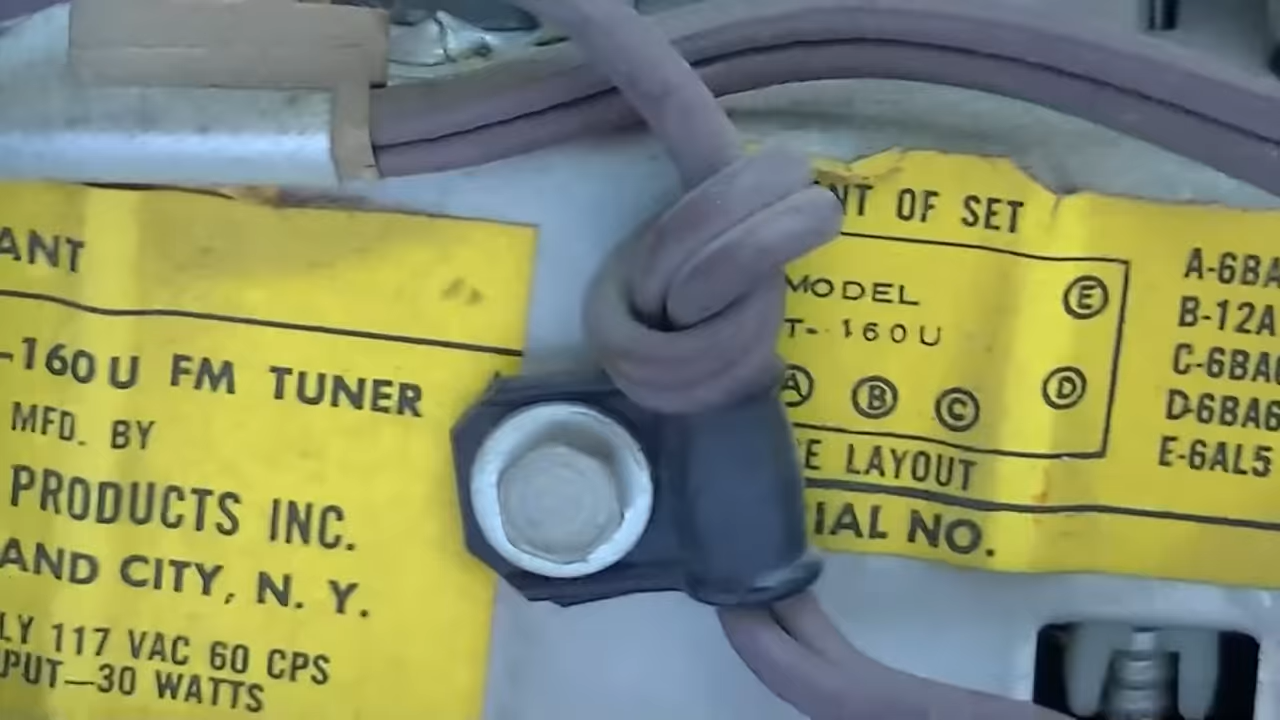 ANT
-160U FM TUNER
MFD. BY
PRODUCTS INC.
AND CITY, N. Y.
LY 117 VAC 60 CPS
PUT—30 WATTS
NT OF SET
MODEL
T-160U
E
A B C D
E LAYOUT
IAL NO.
A-6BA
B-12A
C-6BA
D-6BA6
E-6AL5